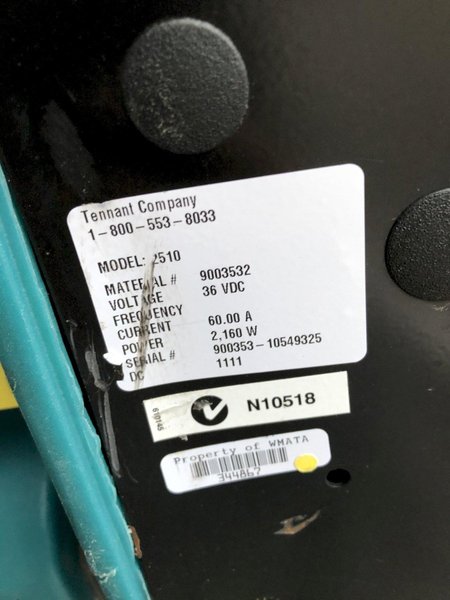 Tennant Company
1-800-553-8033
MODEL: 2510
MATERIAL # 9003532
VOLTAGE 36 VDC
FREQUENCY
CURRENT 60.00 A
POWER 2,160 W
SERIAL # 900353-10549325
DC 1111
N10518
610145
Property of WMATA
344867